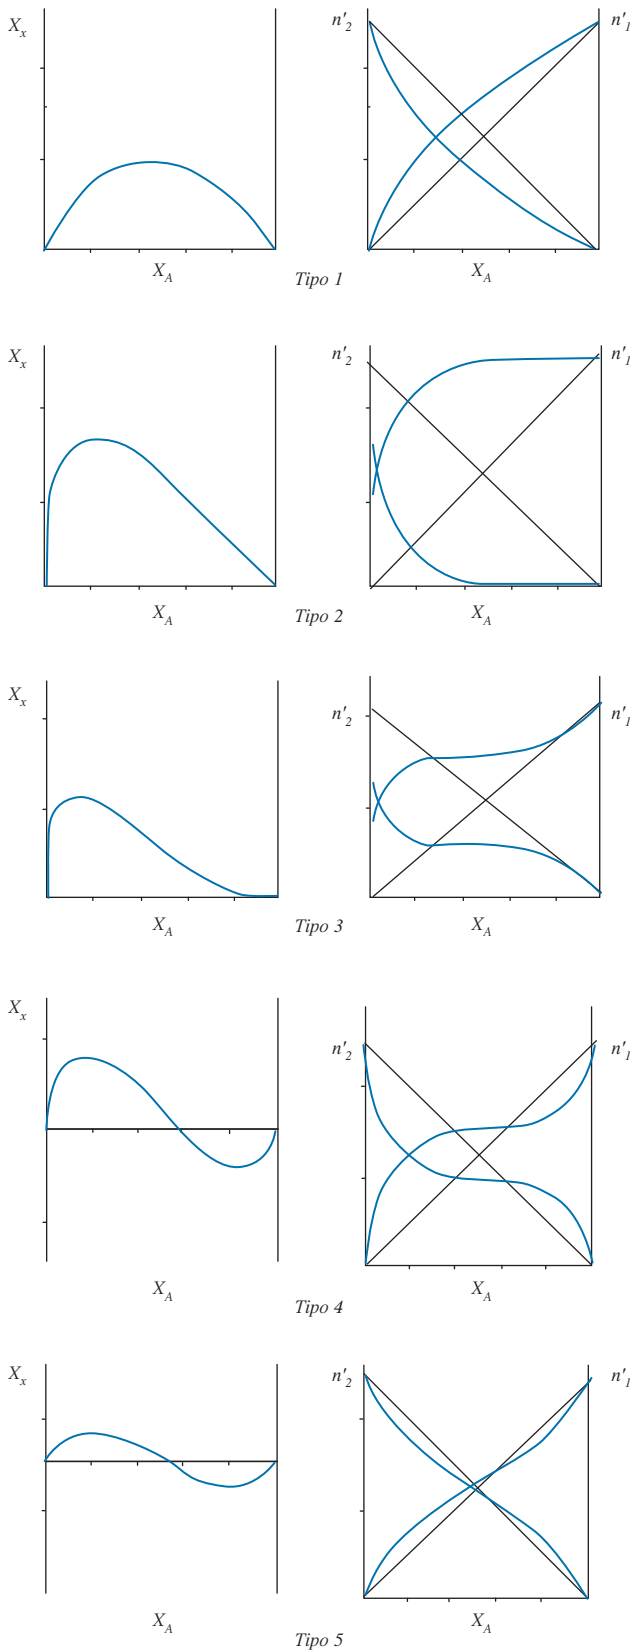 X_x n'_2 n'_1
X_A X_A
Tipo 1
X_x n'_2 n'_1
X_A X_A
Tipo 2
X_x n'_2 n'_1
X_A X_A
Tipo 3
X_x n'_2 n'_1
X_A X_A
Tipo 4
X_x n'_2 n'_1
X_A X_A
Tipo 5